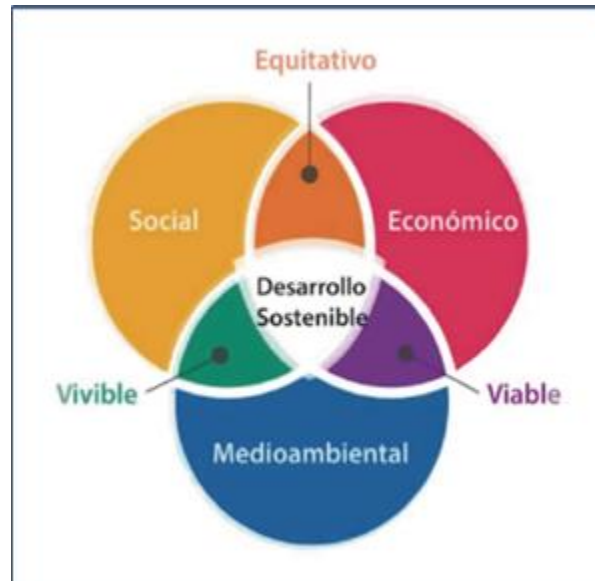 Equitativo
Social
Económico
Desarrollo
Sostenible
Vivible
Viable
Medioambiental